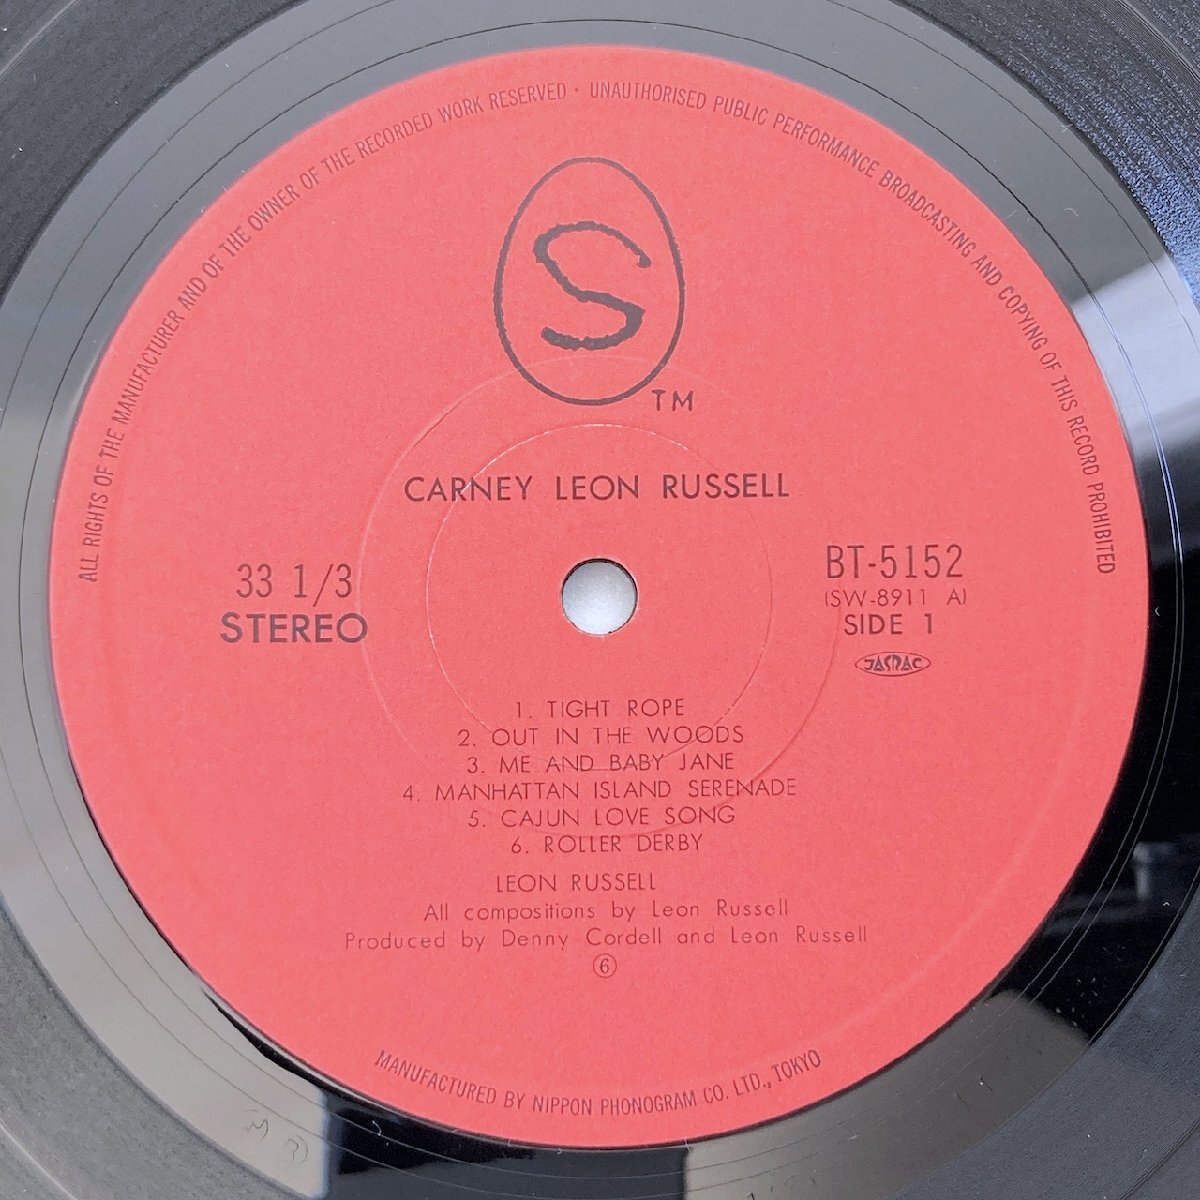 ALL RIGHTS OF THE MANUFACTURER AND OF THE OWNER OF THE RECORDED WORK RESERVED · UNAUTHORISED PUBLIC PERFORMANCE BROADCASTING AND COPYING OF THIS RECORD PROHIBITED
S
TM
CARNEY LEON RUSSELL
33 1/3
STEREO
BT-5152
(SW-8911 A)
SIDE 1
JASRAC
1. TIGHT ROPE
2. OUT IN THE WOODS
3. ME AND BABY JANE
4. MANHATTAN ISLAND SERENADE
5. CAJUN LOVE SONG
6. ROLLER DERBY
LEON RUSSELL
All compositions by Leon Russell
Produced by Denny Cordell and Leon Russell
⑥
MANUFACTURED BY NIPPON PHONOGRAM CO. LTD., TOKYO